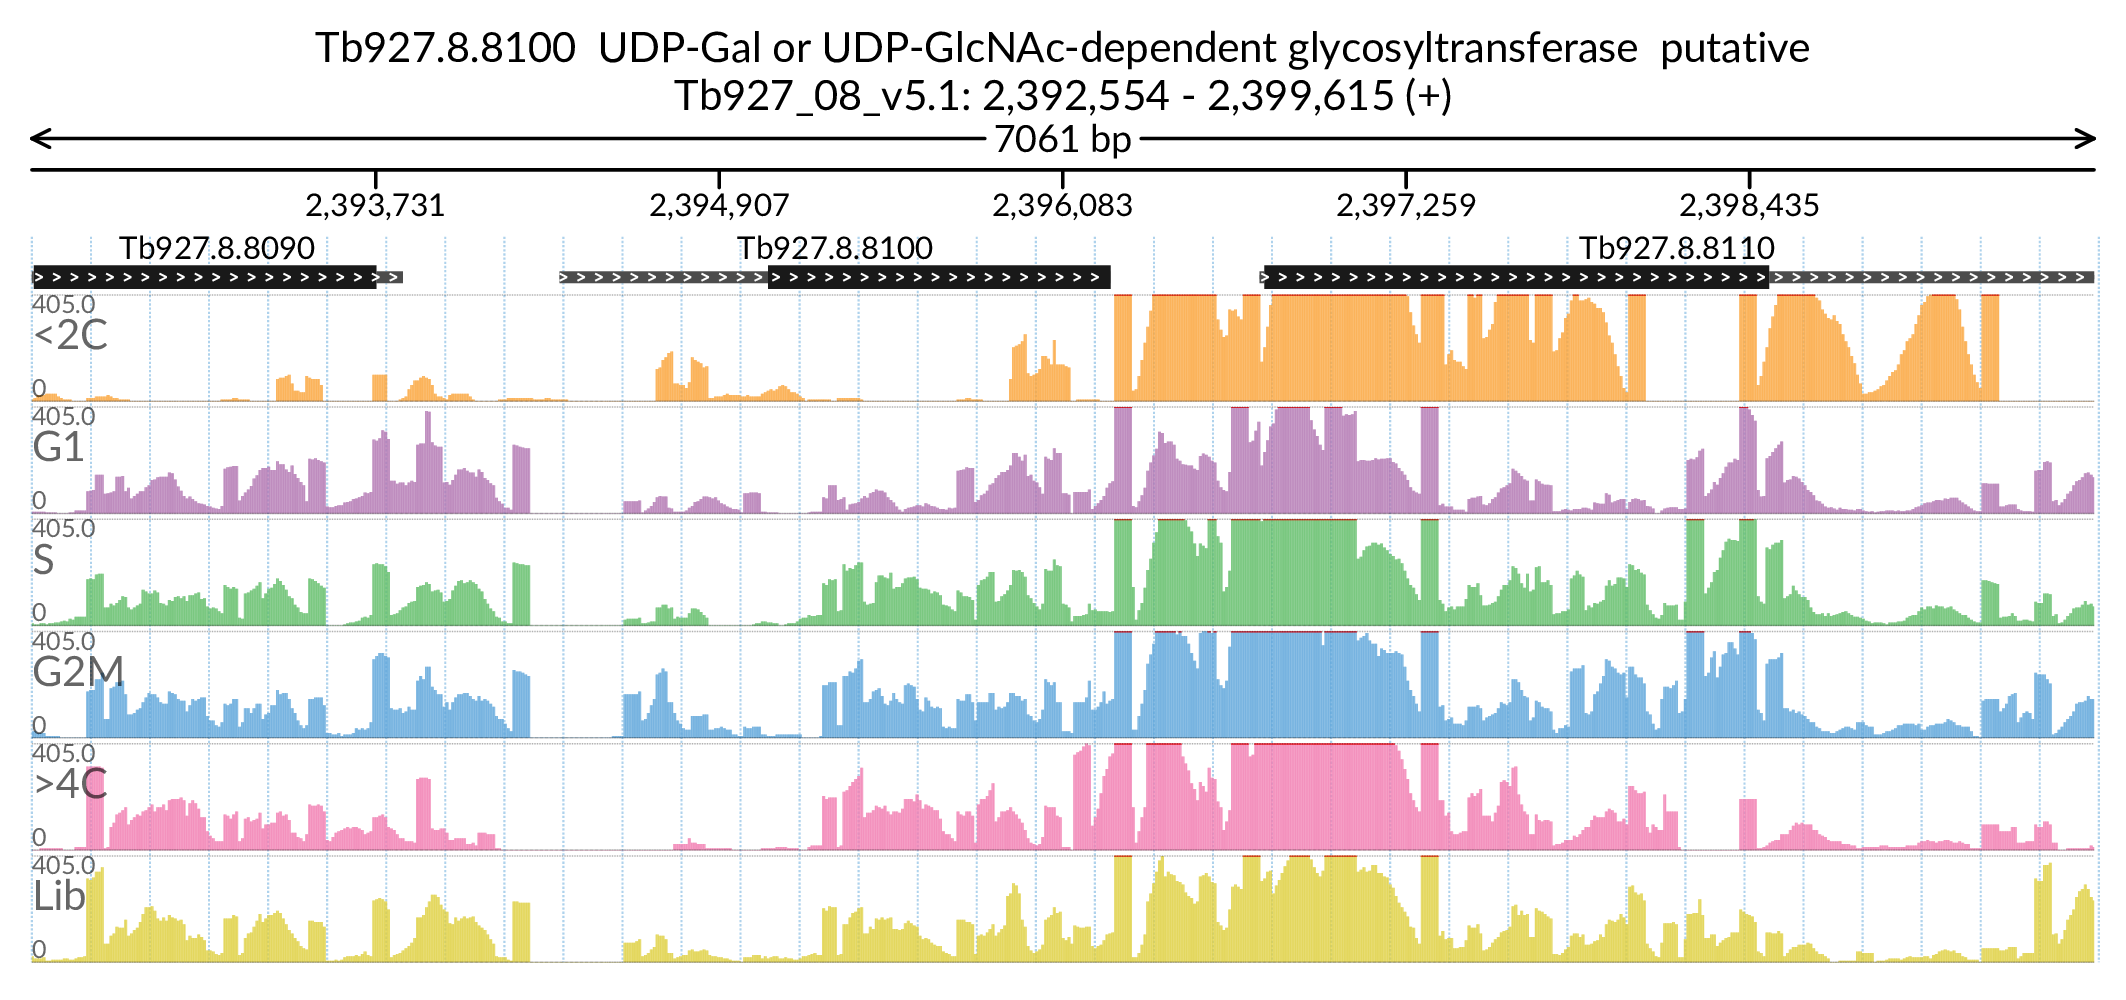 Tb927.8.8100 UDP-Gal or UDP-GlcNAc-dependent glycosyltransferase putative
Tb927_08_v5.1: 2,392,554 - 2,399,615 (+)
7061 bp
2,393,731 2,394,907 2,396,083 2,397,259 2,398,435
Tb927.8.8090 Tb927.8.8100 Tb927.8.8110
405.0
<2C
0
405.0
G1
0
405.0
S
0
405.0
G2M
0
405.0
>4C
0
405.0
Lib
0